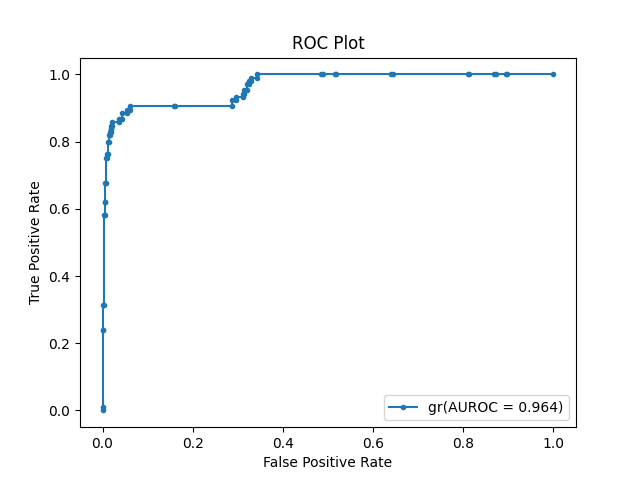 ROC Plot
True Positive Rate
1.0
0.8
0.6
0.4
0.2
0.0
gr(AUROC = 0.964)
0.0 0.2 0.4 0.6 0.8 1.0
False Positive Rate